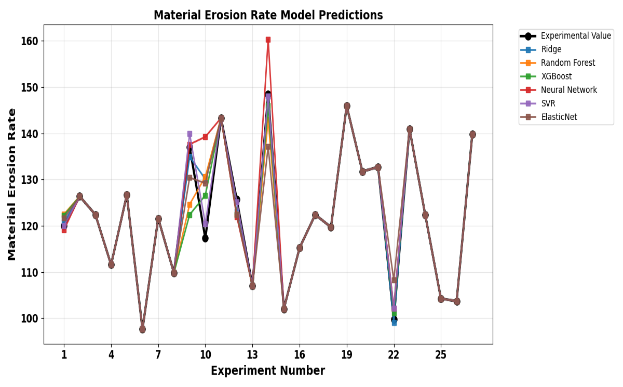 Material Erosion Rate Model Predictions
Material Erosion Rate
160
150
140
130
120
110
100
1 4 7 10 13 16 19 22 25
Experiment Number
Experimental Value
Ridge
Random Forest
XGBoost
Neural Network
SVR
ElasticNet